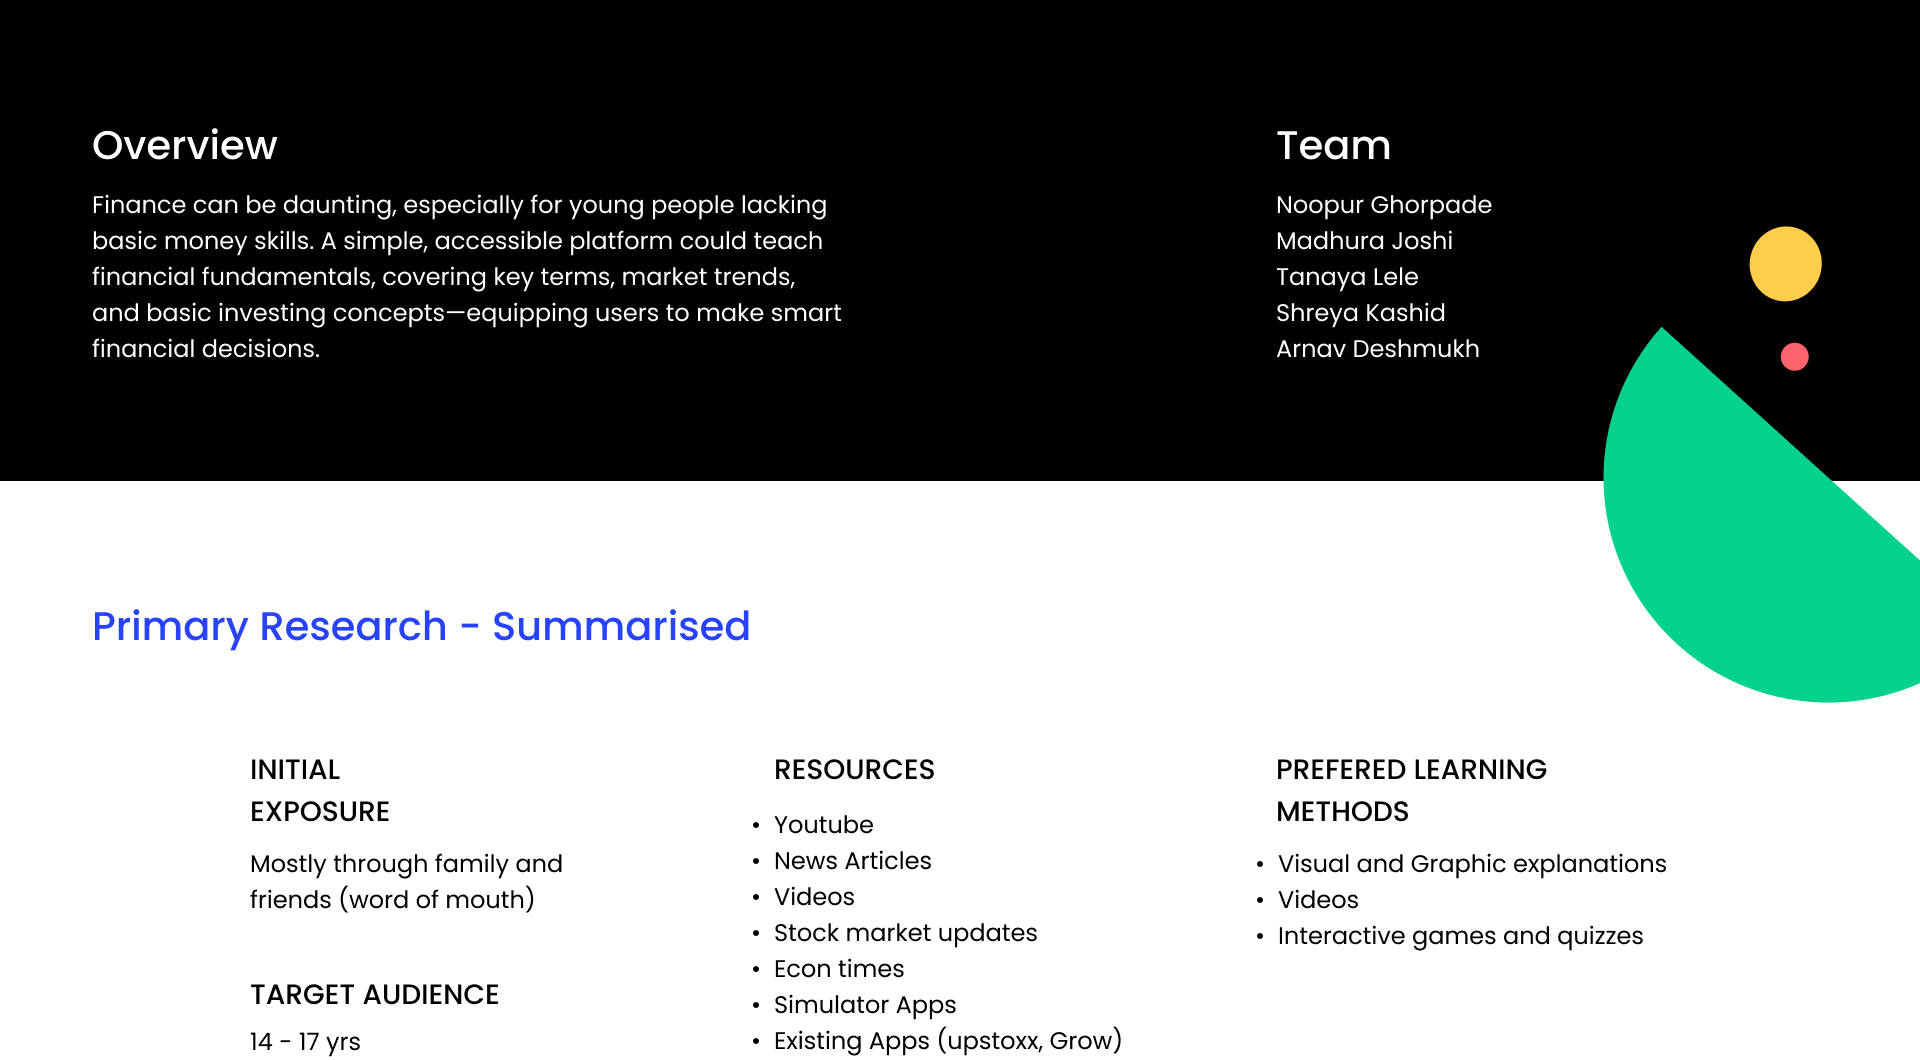 Overview
Finance can be daunting, especially for young people lacking
basic money skills. A simple, accessible platform could teach
financial fundamentals, covering key terms, market trends,
and basic investing concepts—equipping users to make smart
financial decisions.
Team
Noopur Ghorpade
Madhura Joshi
Tanaya Lele
Shreya Kashid
Arnav Deshmukh
Primary Research - Summarised
INITIAL
EXPOSURE
Mostly through family and
friends (word of mouth)
TARGET AUDIENCE
14 - 17 yrs
RESOURCES
• Youtube
• News Articles
• Videos
• Stock market updates
• Econ times
• Simulator Apps
• Existing Apps (upstoxx, Grow)
PREFERED LEARNING
METHODS
• Visual and Graphic explanations
• Videos
• Interactive games and quizzes